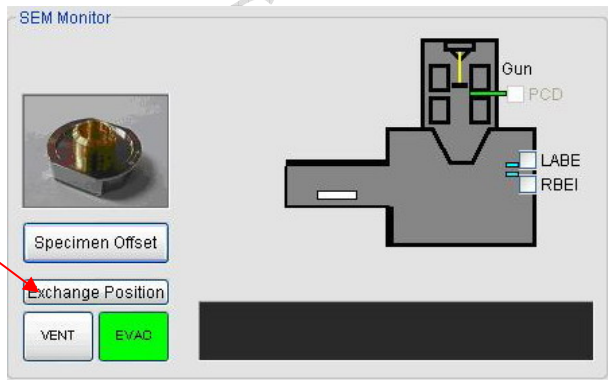 SEM Monitor
Gun
PCD
LABE
RBEI
Specimen Offset
Exchange Position
VENT
EVAC